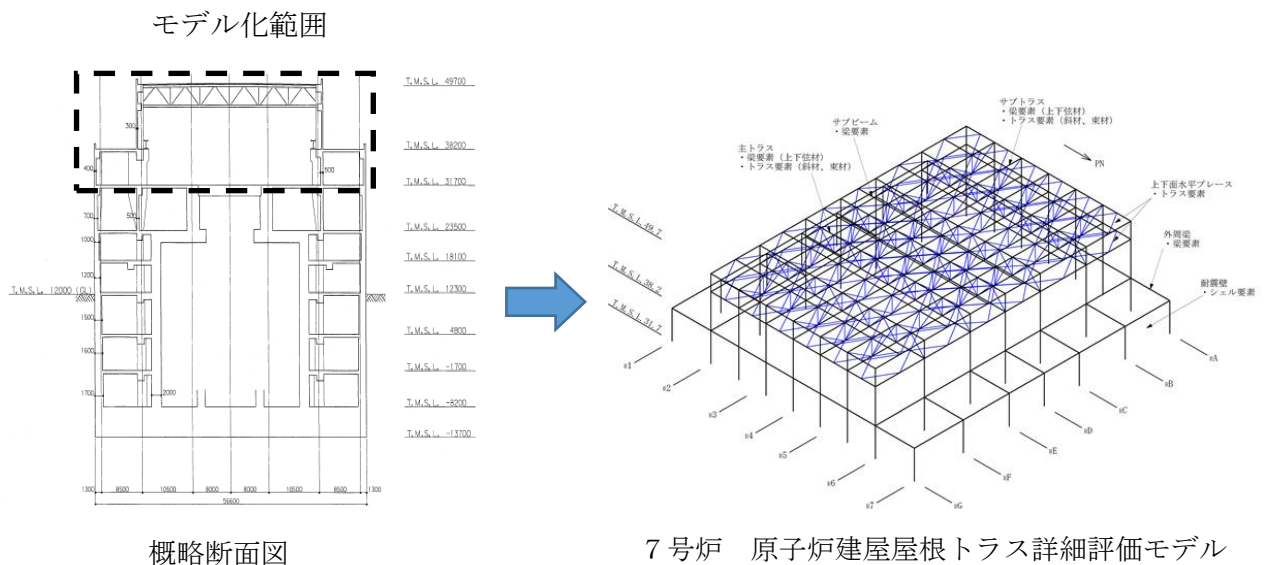 モデル化範囲
T.M.S.L. 49700
T.M.S.L. 38200
T.M.S.L. 31700
T.M.S.L. 23500
T.M.S.L. 18100
T.M.S.L. 12000 (GL)
T.M.S.L. 12300
T.M.S.L. 4800
T.M.S.L. -1700
T.M.S.L. -8200
T.M.S.L. -13700
300
400
500
700
500
1000
1200
1500
1600
1700
2000
1300 8500 10500 8000 8000 10500 8500 1300
56600
概略断面図
サブトラス
・梁要素(上下弦材)
・トラス要素(斜材、束材)
サブビーム
・梁要素
主トラス
・梁要素(上下弦材)
・トラス要素(斜材、束材)
PN
上下面水平ブレース
・トラス要素
外周梁
・梁要素
耐震壁
・シェル要素
T.M.S.L.49.7
T.M.S.L.38.2
T.M.S.L.31.7
R1
R2
R3
R4
R5
R6
R7
RA
RB
RC
RD
RE
RF
RG
7号炉 原子炉建屋屋根トラス詳細評価モデル